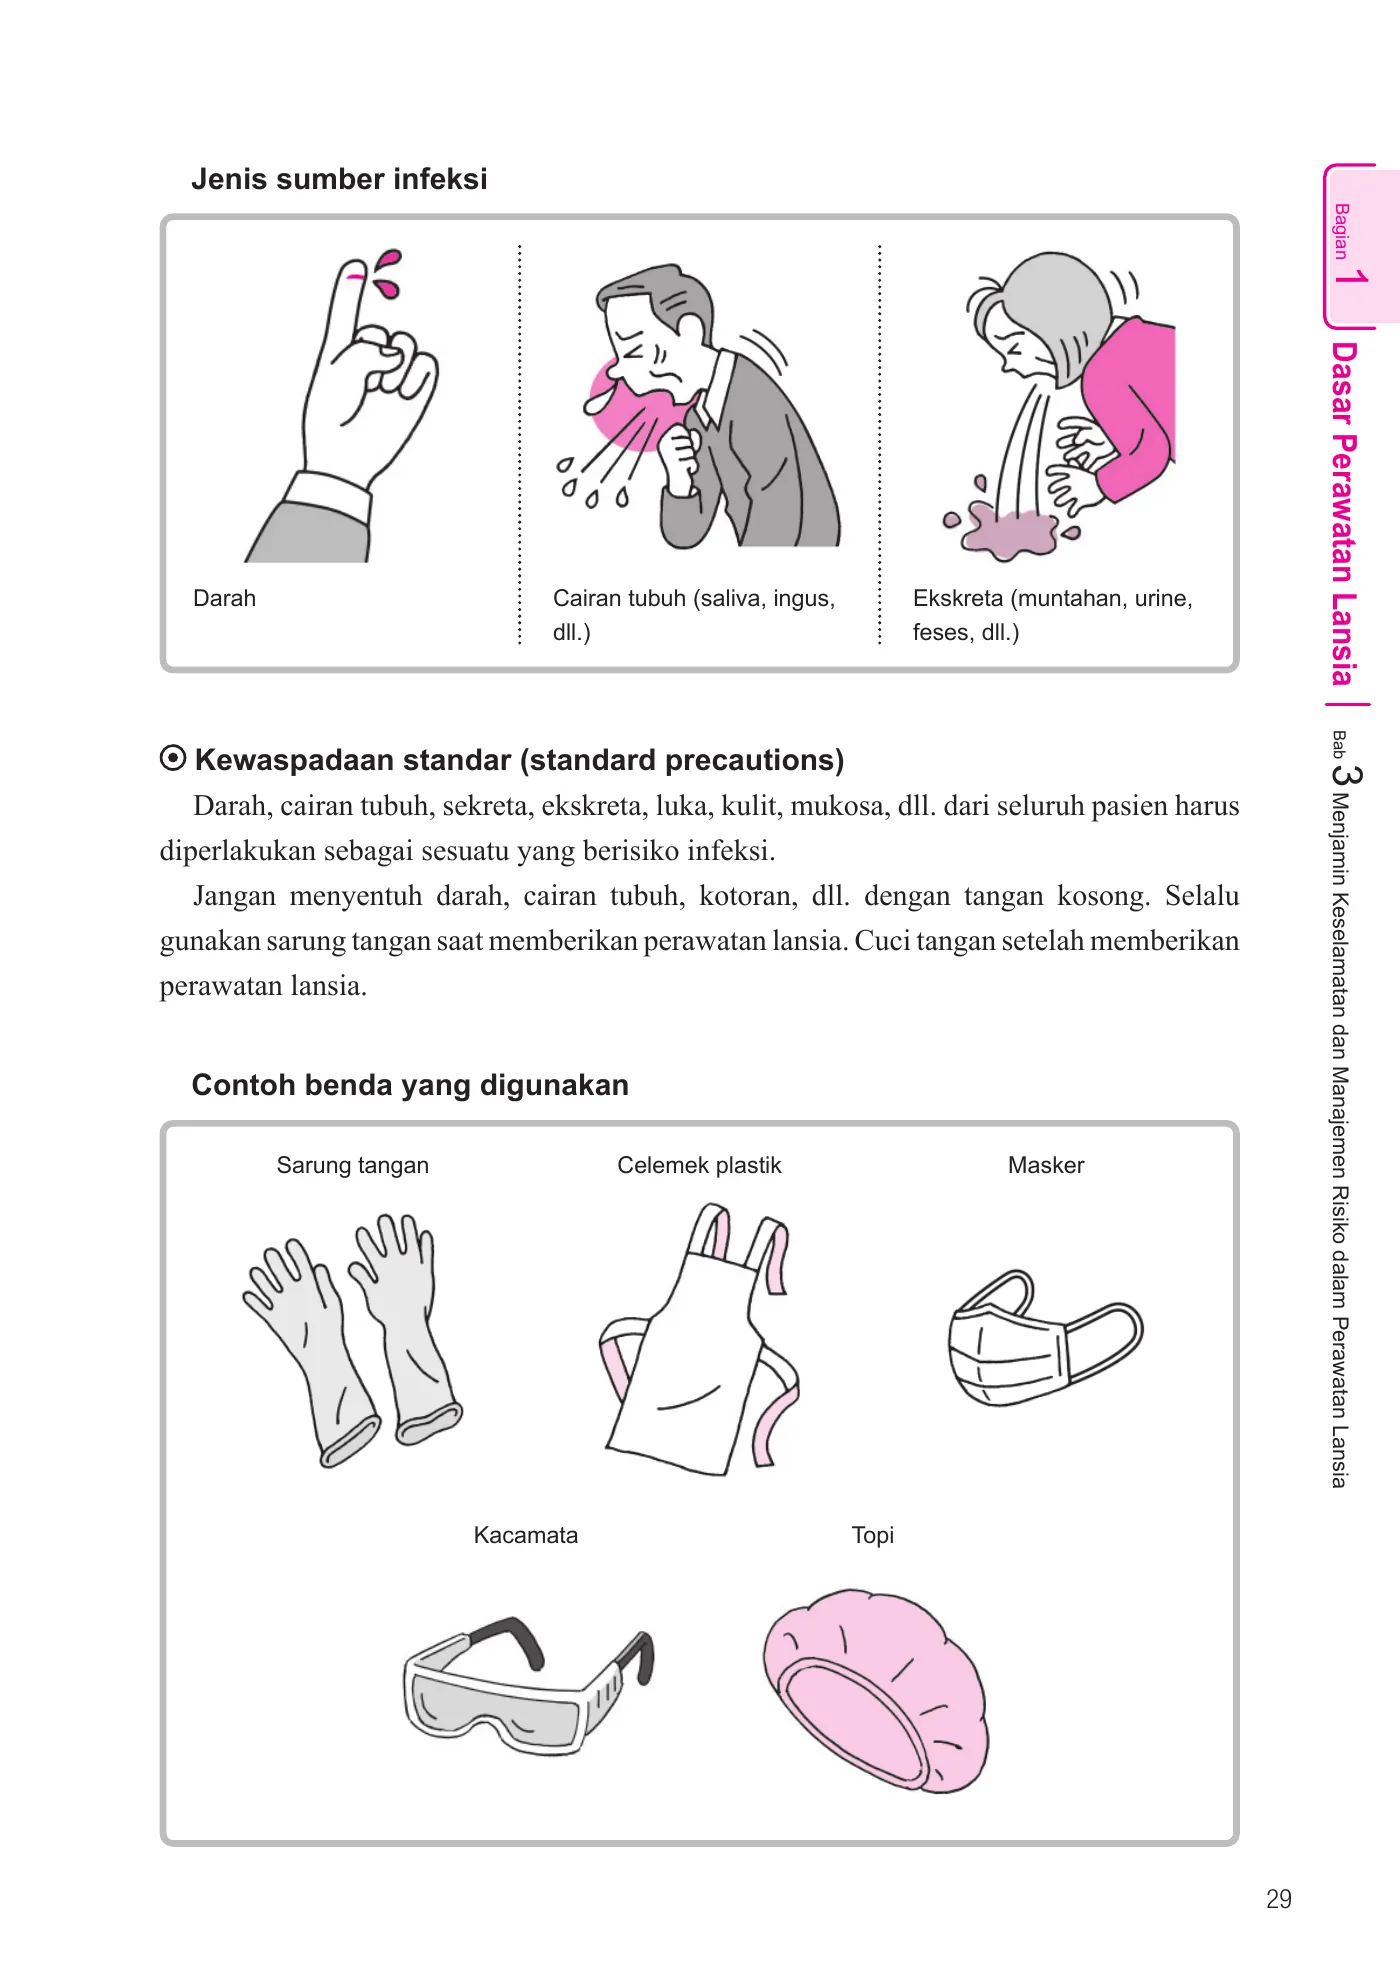 Jenis sumber infeksi
Darah
Cairan tubuh (saliva, ingus,
dll.)
Ekskreta (muntahan, urine,
feses, dll.)
Kewaspadaan standar (standard precautions)
Darah, cairan tubuh, sekreta, ekskreta, luka, kulit, mukosa, dll. dari seluruh pasien harus
diperlakukan sebagai sesuatu yang berisiko infeksi.
Jangan menyentuh darah, cairan tubuh, kotoran, dll. dengan tangan kosong. Selalu
gunakan sarung tangan saat memberikan perawatan lansia. Cuci tangan setelah memberikan
perawatan lansia.
Contoh benda yang digunakan
Sarung tangan
Celemek plastik
Masker
Kacamata
Topi
Bagian 1
Dasar Perawatan Lansia
Bab 3 Menjamin Keselamatan dan Manajemen Risiko dalam Perawatan Lansia
29